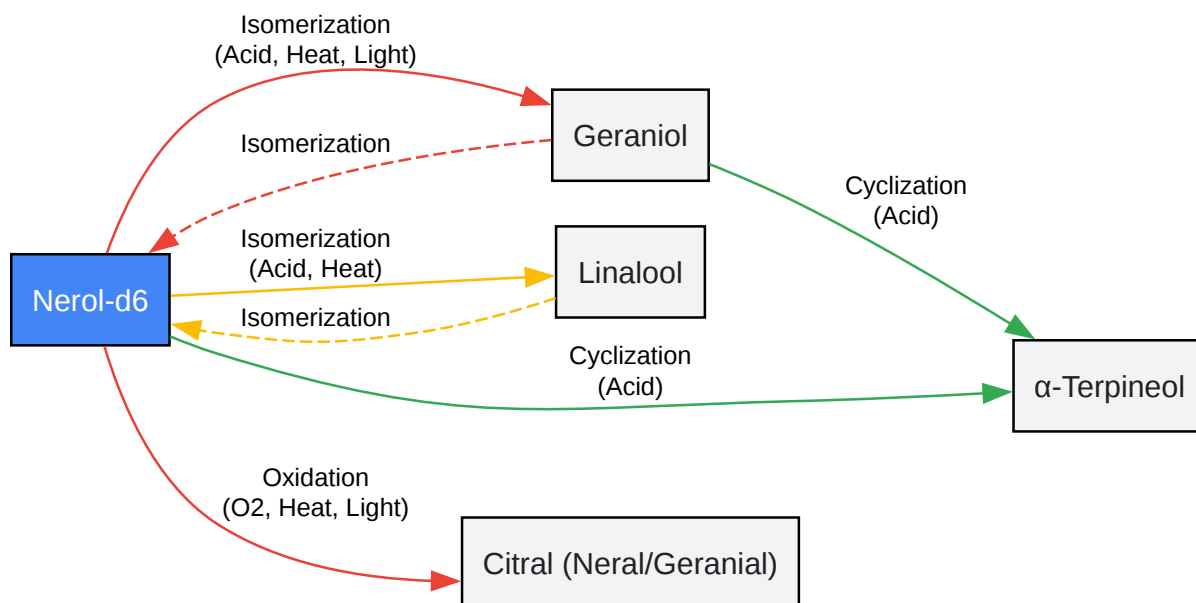 Isomerization
(Acid, Heat, Light)
Geraniol
Isomerization
Cyclization
(Acid)
Isomerization
(Acid, Heat)
Linalool
Nerol-d6
Isomerization
Cyclization
(Acid)
α-Terpineol
Oxidation
(O2, Heat, Light)
Citral (Neral/Geranial)